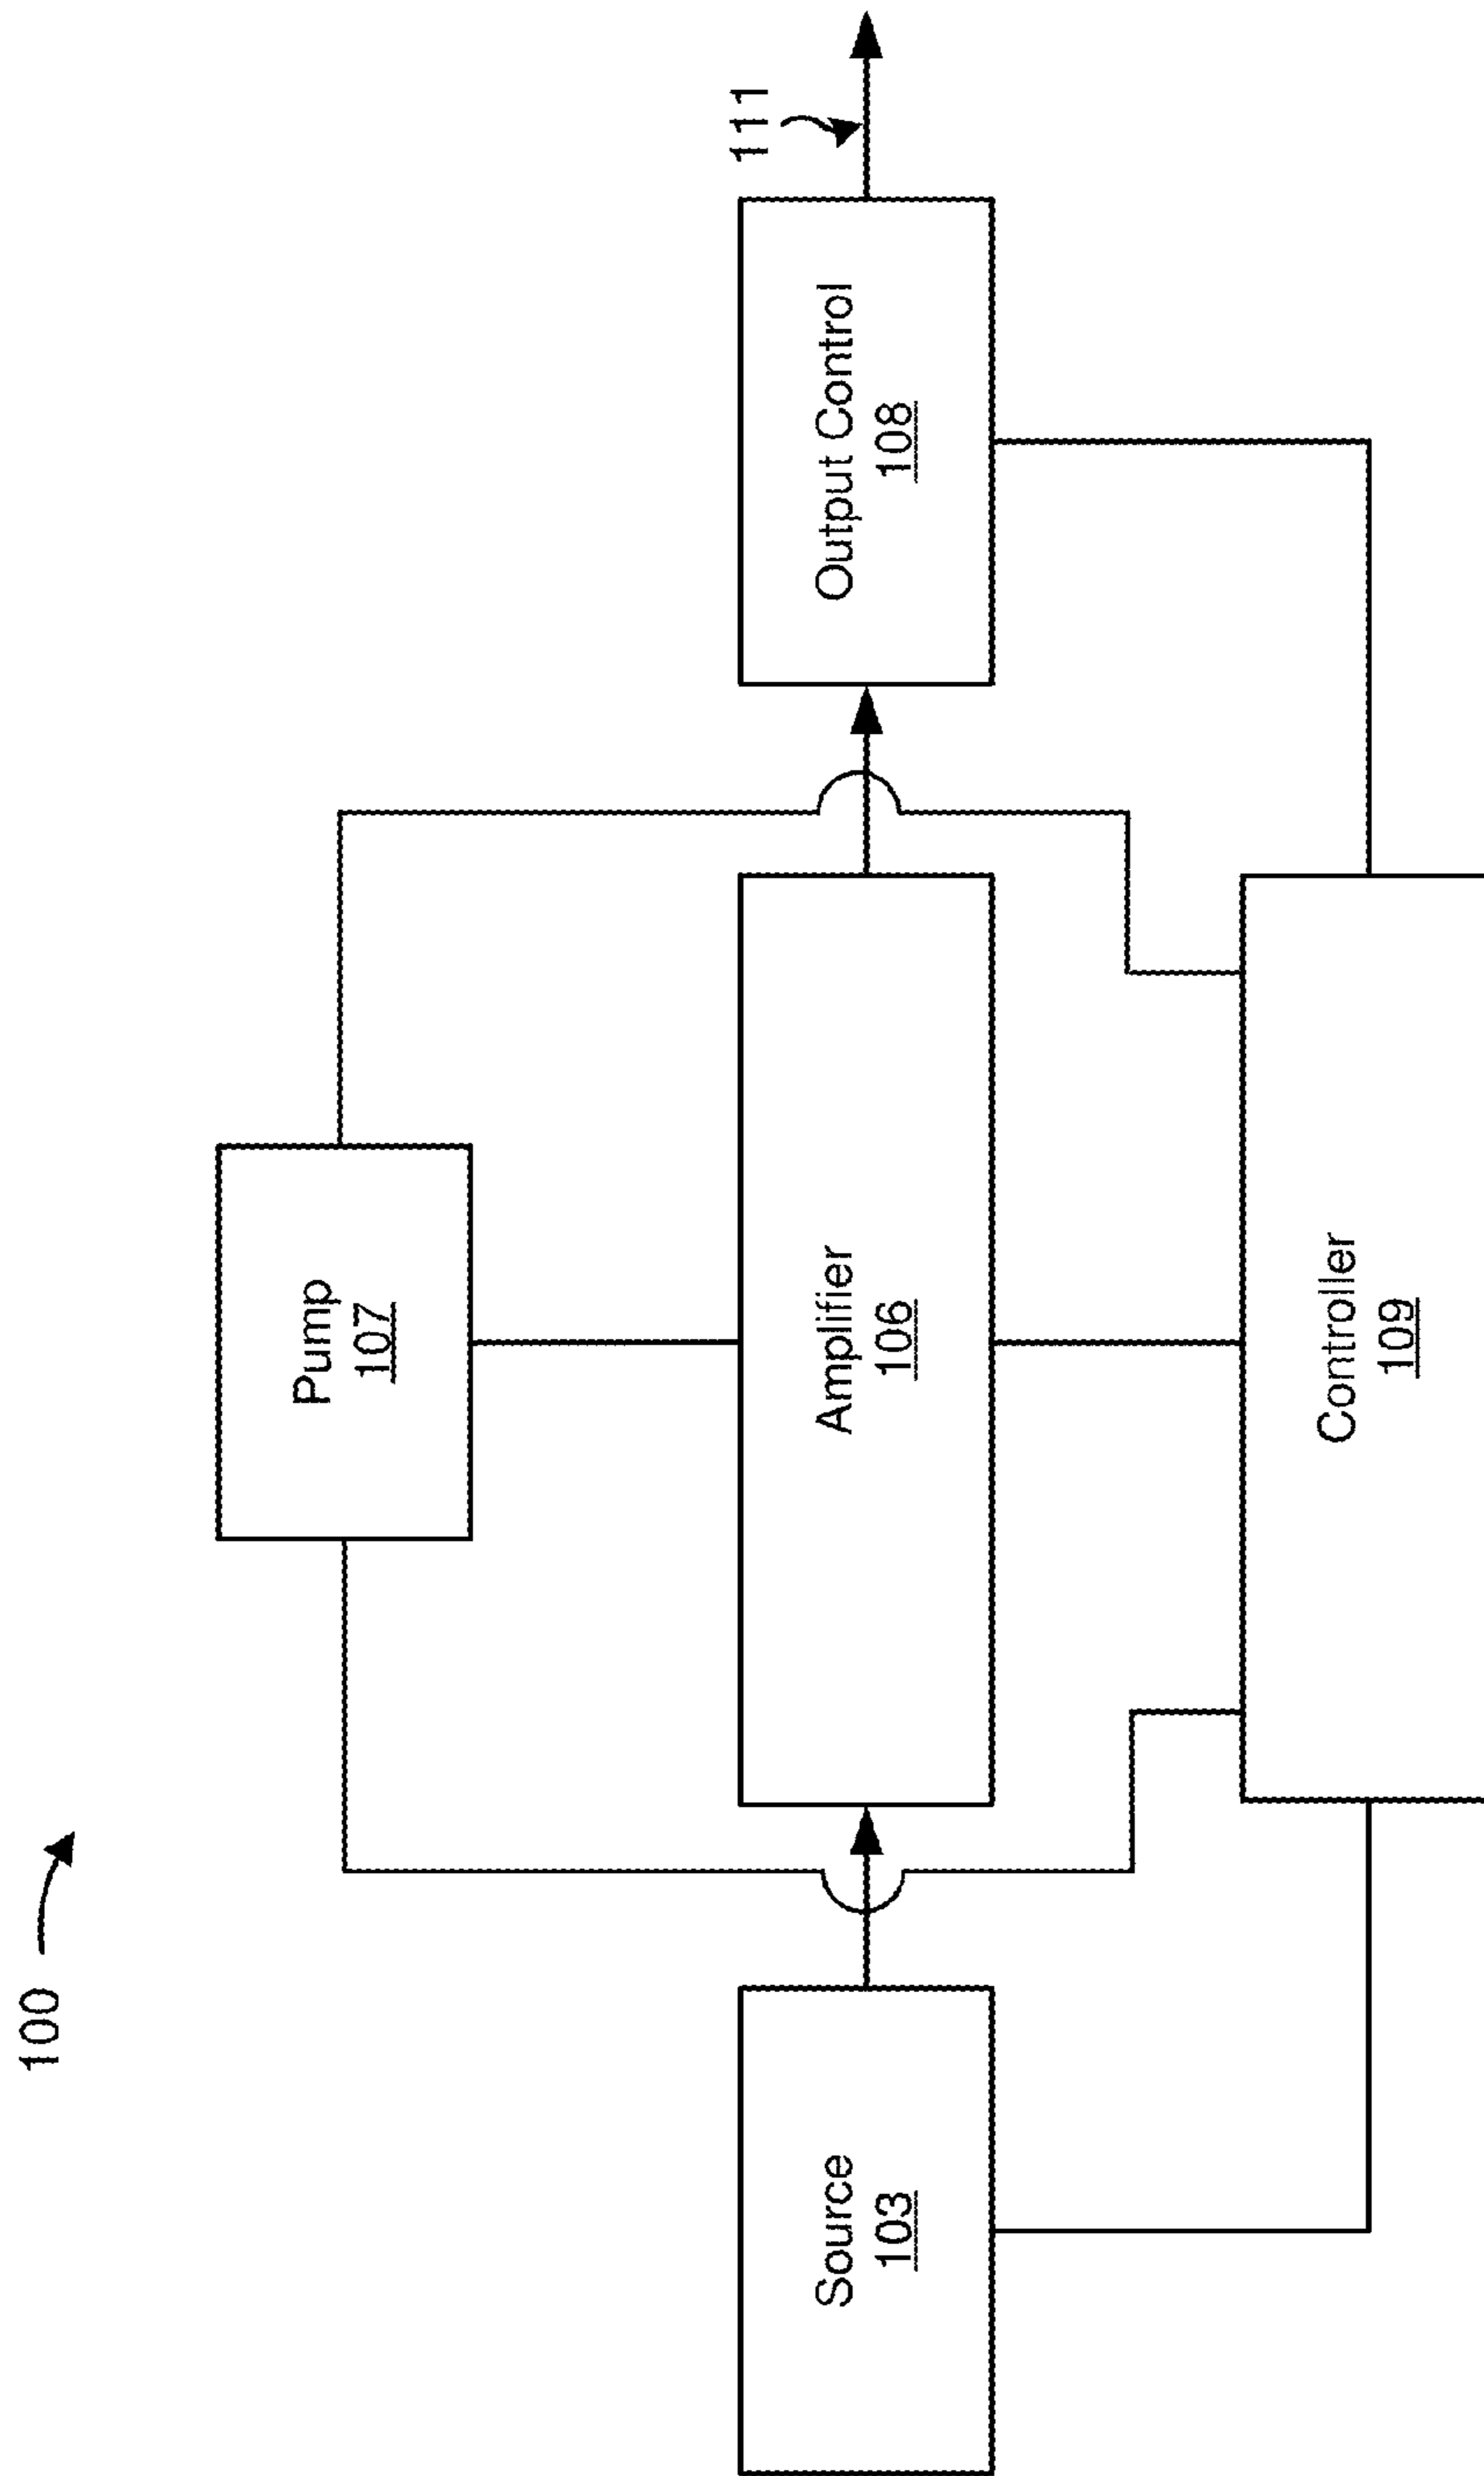 100
Pump
107
111
Source
103
Amplifier
106
Output Control
108
Controller
109